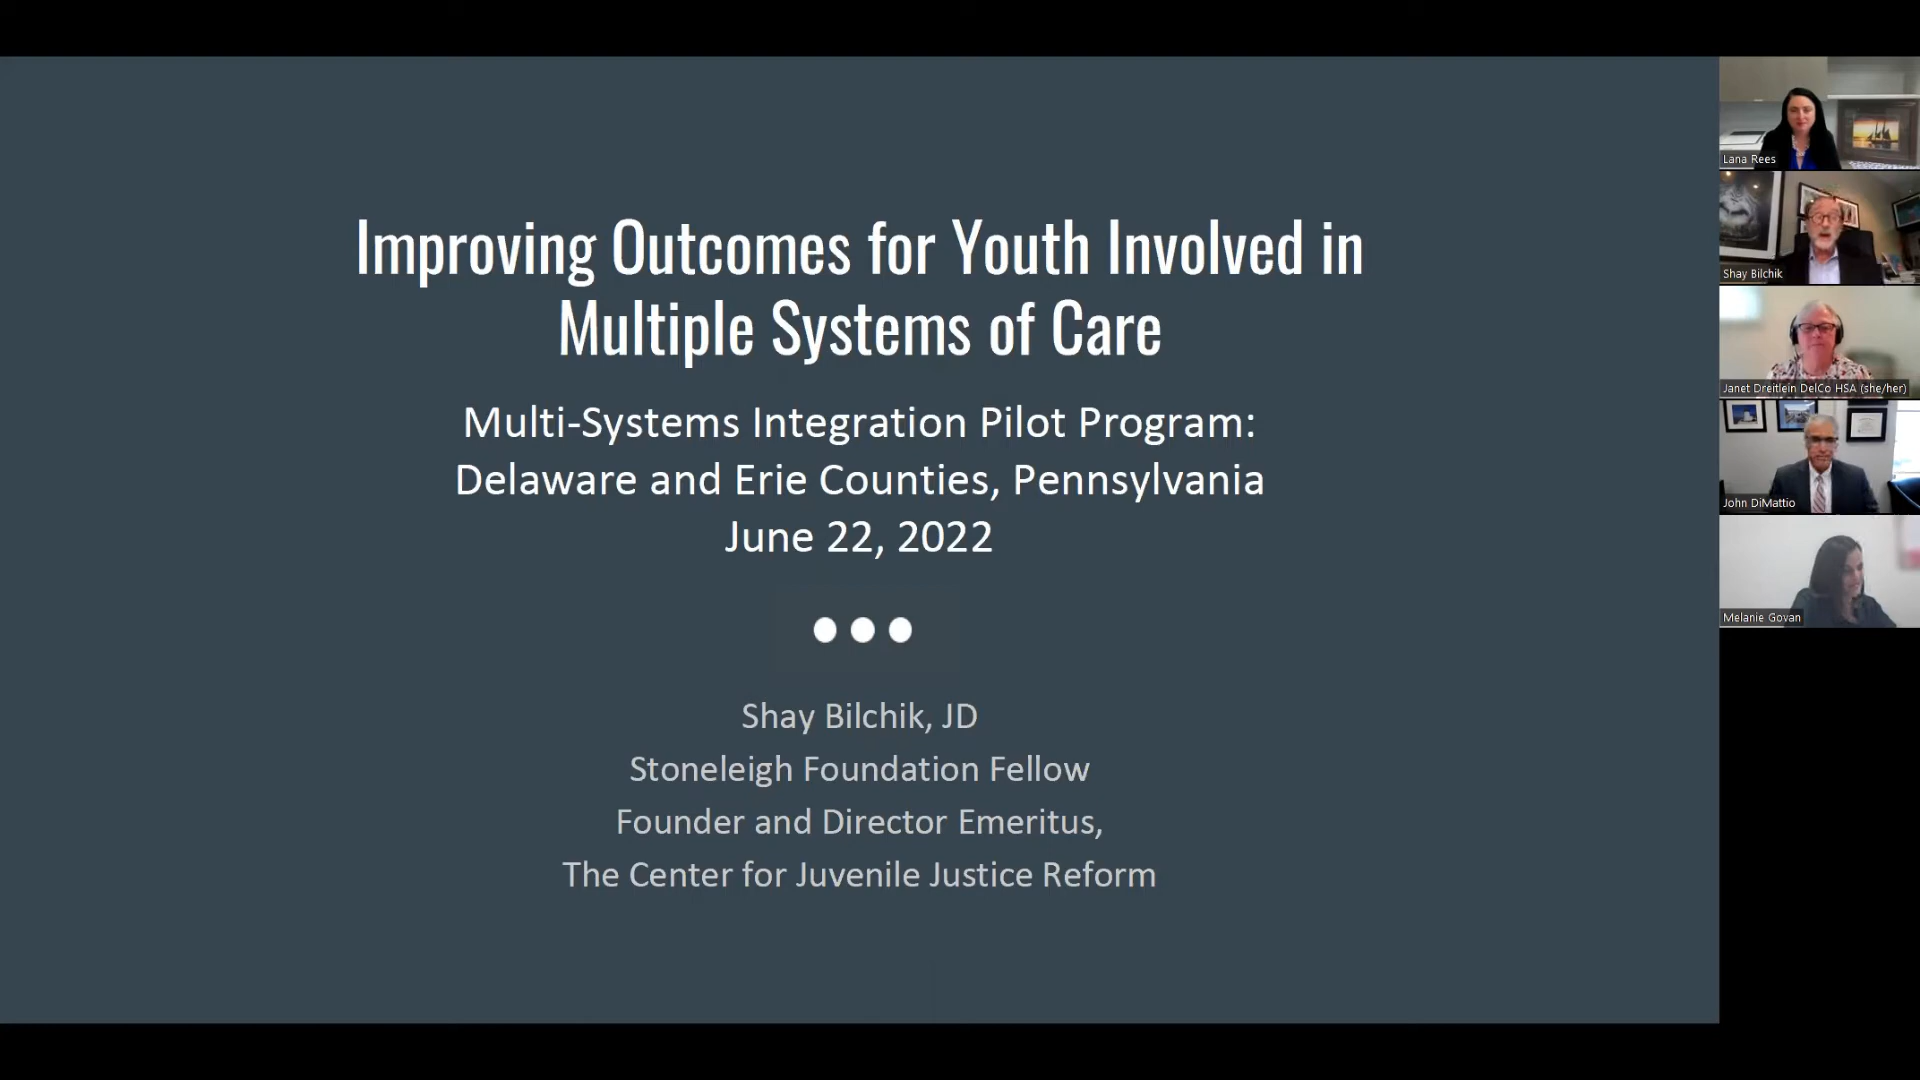 Improving Outcomes for Youth Involved in
Multiple Systems of Care
Multi-Systems Integration Pilot Program:
Delaware and Erie Counties, Pennsylvania
June 22, 2022
Shay Bilchik, JD
Stoneleigh Foundation Fellow
Founder and Director Emeritus,
The Center for Juvenile Justice Reform
Lana Rees
Shay Bilchik
Janet Dreitlein DelCo HSA (she/her)
John DiMattio
Melanie Govan